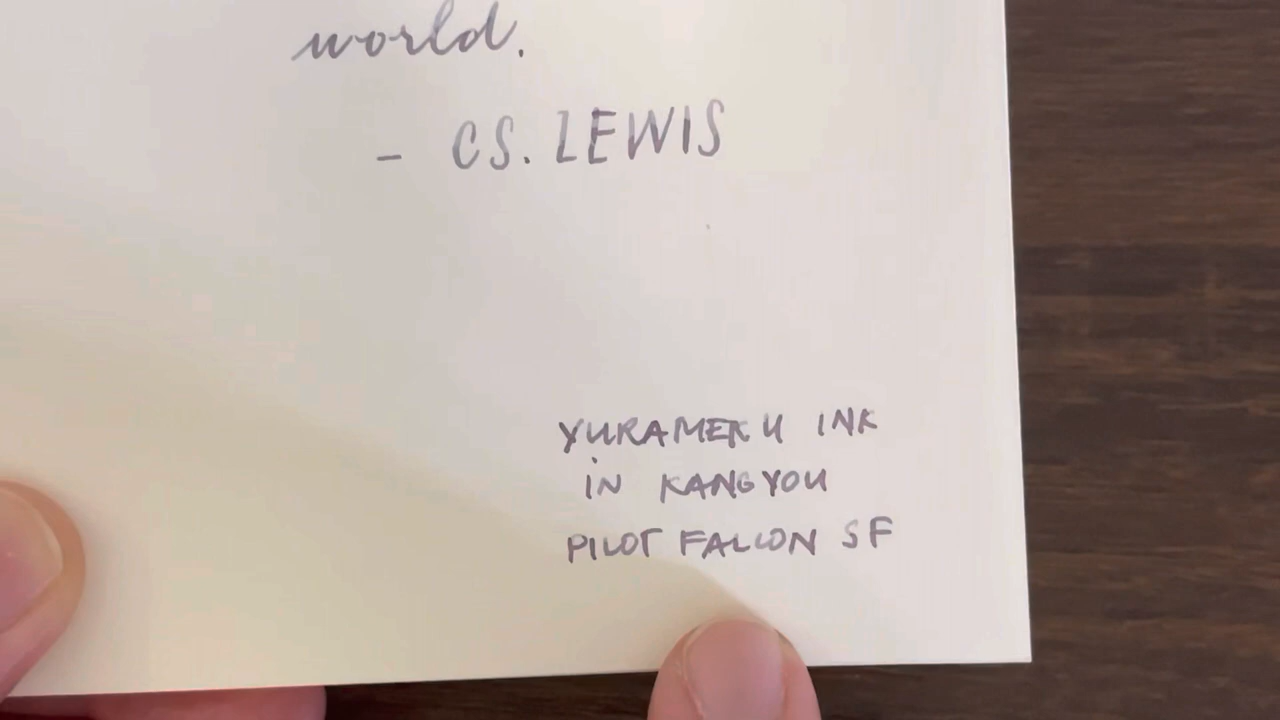 world.
- CS. LEWIS
YURAMEKU INK
IN KANGYOU
PILOT FALCON SF